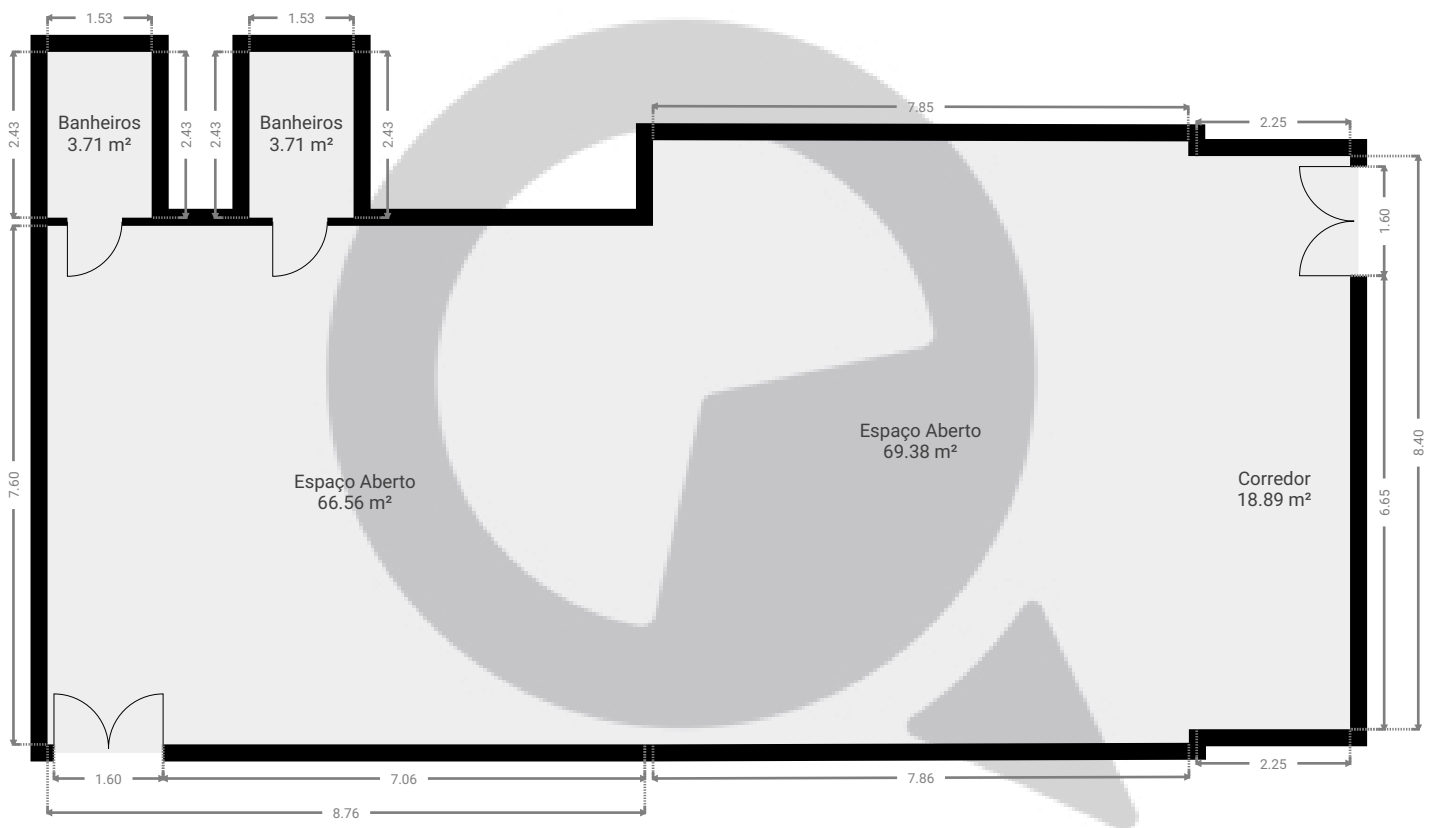 1.53
1.53
2.43
Banheiros
3.71 m²
2.43
2.43
Banheiros
3.71 m²
2.43
7.85
2.25
1.60
7.60
8.40
Espaço Aberto
69.38 m²
Espaço Aberto
66.56 m²
Corredor
18.89 m²
6.65
1.60
7.06
7.86
2.25
8.76